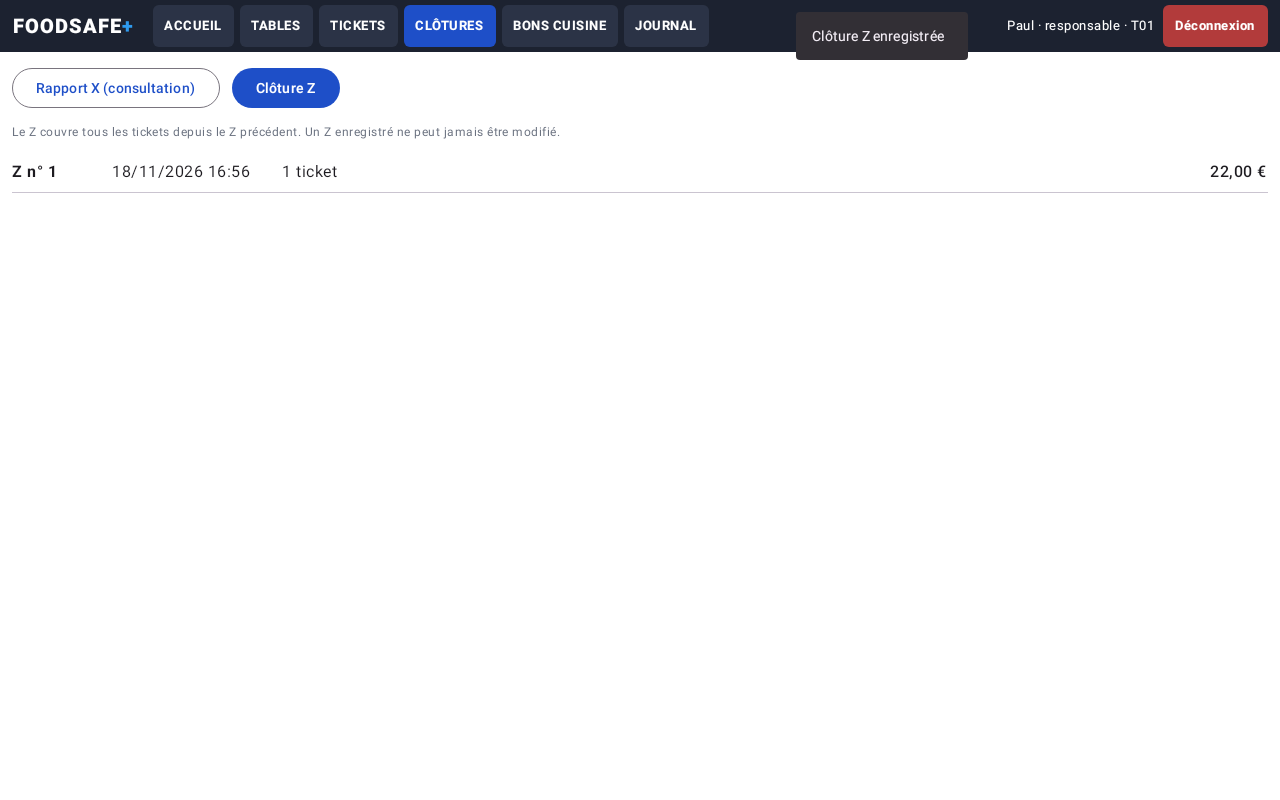 FOODSAFE+
ACCUEIL
TABLES
TICKETS
CLÔTURES
BONS CUISINE
JOURNAL
Clôture Z enregistrée
Paul · responsable · T01
Déconnexion
Rapport X (consultation)
Clôture Z
Le Z couvre tous les tickets depuis le Z précédent. Un Z enregistré ne peut jamais être modifié.
Z n° 1 18/11/2026 16:56 1 ticket 22,00 €